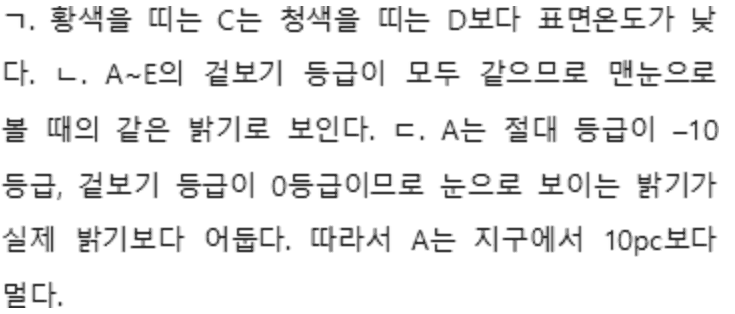 ㄱ. 황색을 띠는 C는 청색을 띠는 D보다 표면온도가 낮
다. ㄴ. A~E의 겉보기 등급이 모두 같으므로 맨눈으로
볼 때의 같은 밝기로 보인다. ㄷ. A는 절대 등급이 –10
등급, 겉보기 등급이 0등급이므로 눈으로 보이는 밝기가
실제 밝기보다 어둡다. 따라서 A는 지구에서 10pc보다
멀다.